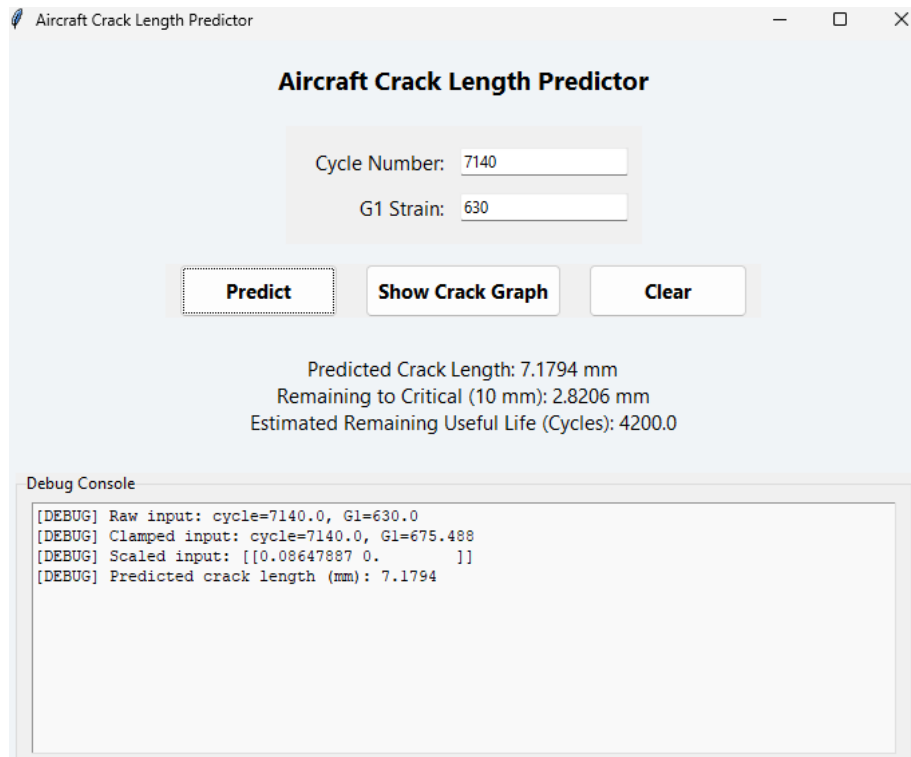 Aircraft Crack Length Predictor
Aircraft Crack Length Predictor
Cycle Number: 7140
G1 Strain: 630
Predict Show Crack Graph Clear
Predicted Crack Length: 7.1794 mm
Remaining to Critical (10 mm): 2.8206 mm
Estimated Remaining Useful Life (Cycles): 4200.0
Debug Console
[DEBUG] Raw input: cycle=7140.0, G1=630.0
[DEBUG] Clamped input: cycle=7140.0, G1=675.488
[DEBUG] Scaled input: [[0.08647887 0.        ]]
[DEBUG] Predicted crack length (mm): 7.1794